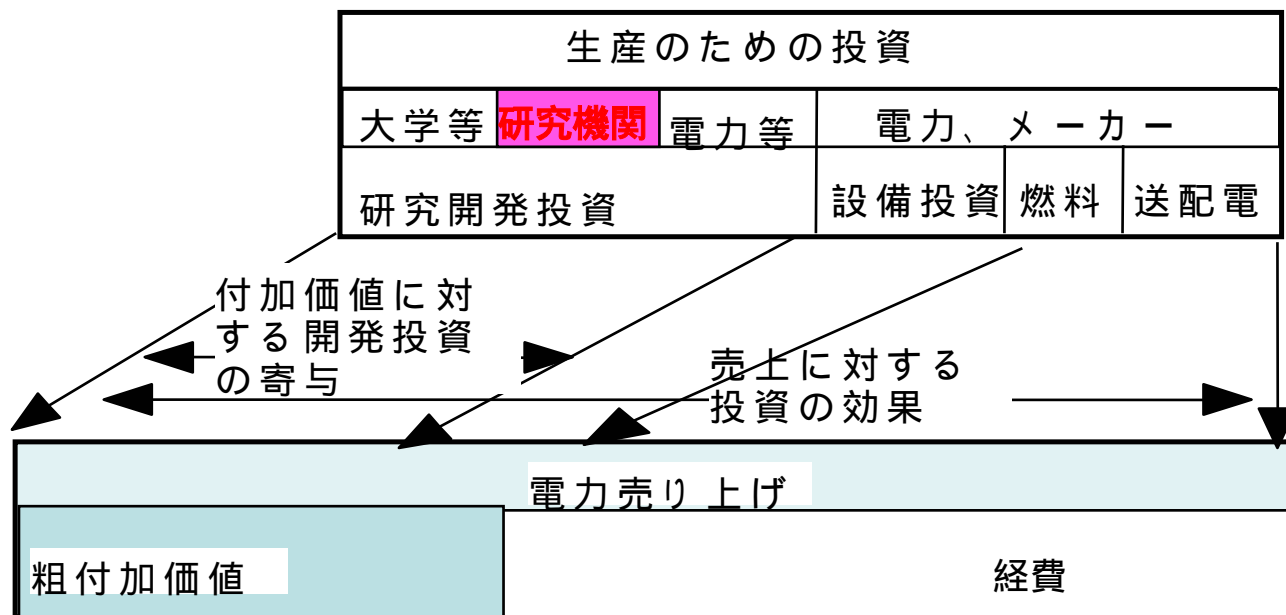 生産のための投資
大学等 研究機関 電力等 電力、メーカー
研究開発投資 設備投資 燃料 送配電
付加価値に対
する開発投資
の寄与
売上に対する
投資の効果
電力売り上げ
粗付加価値 経費